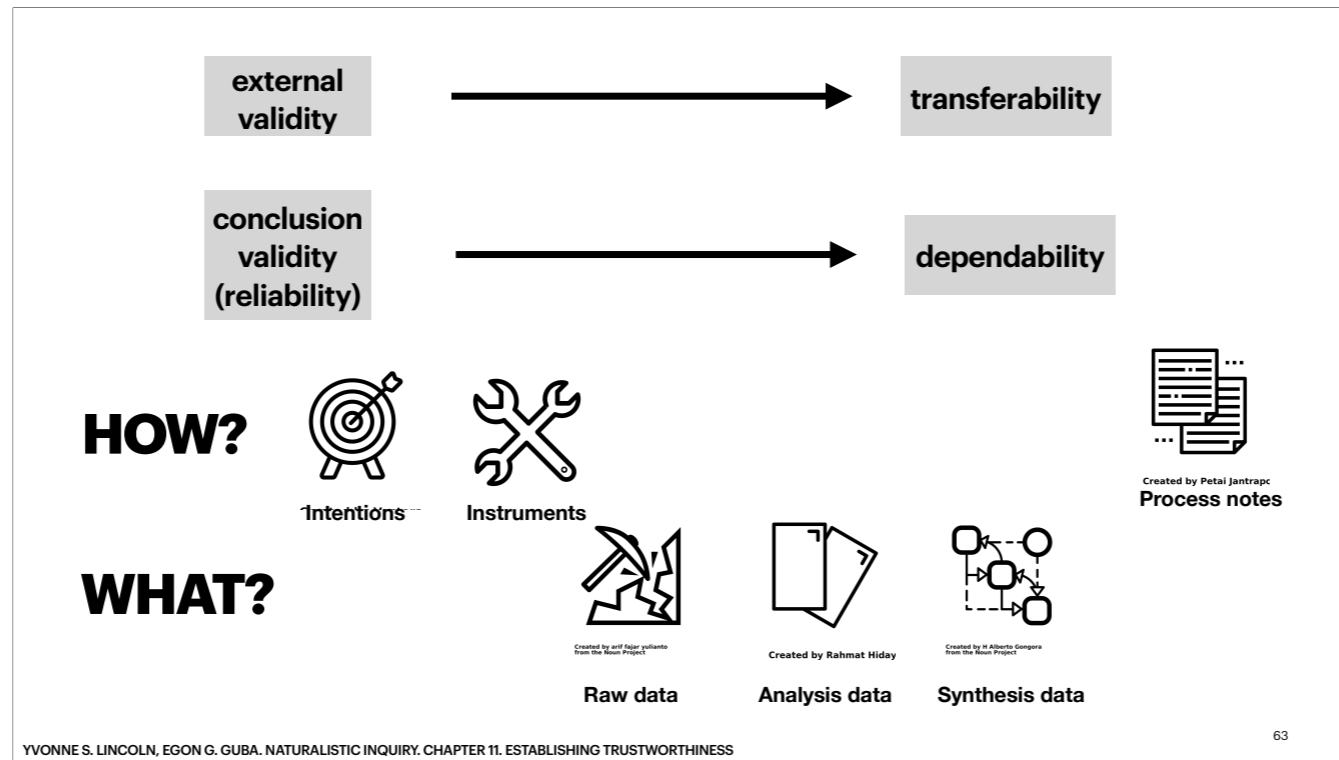 external
validity
transferability
conclusion
validity
(reliability)
dependability
HOW?
Intentions
Instruments
Created by Petai Jantrapc
Process notes
WHAT?
Created by arif fajar yulianto
from the Noun Project
Raw data
Created by Rahmat Hiday
Analysis data
Created by H Alberto Gongora
from the Noun Project
Synthesis data
YVONNE S. LINCOLN, EGON G. GUBA. NATURALISTIC INQUIRY. CHAPTER 11. ESTABLISHING TRUSTWORTHINESS
63